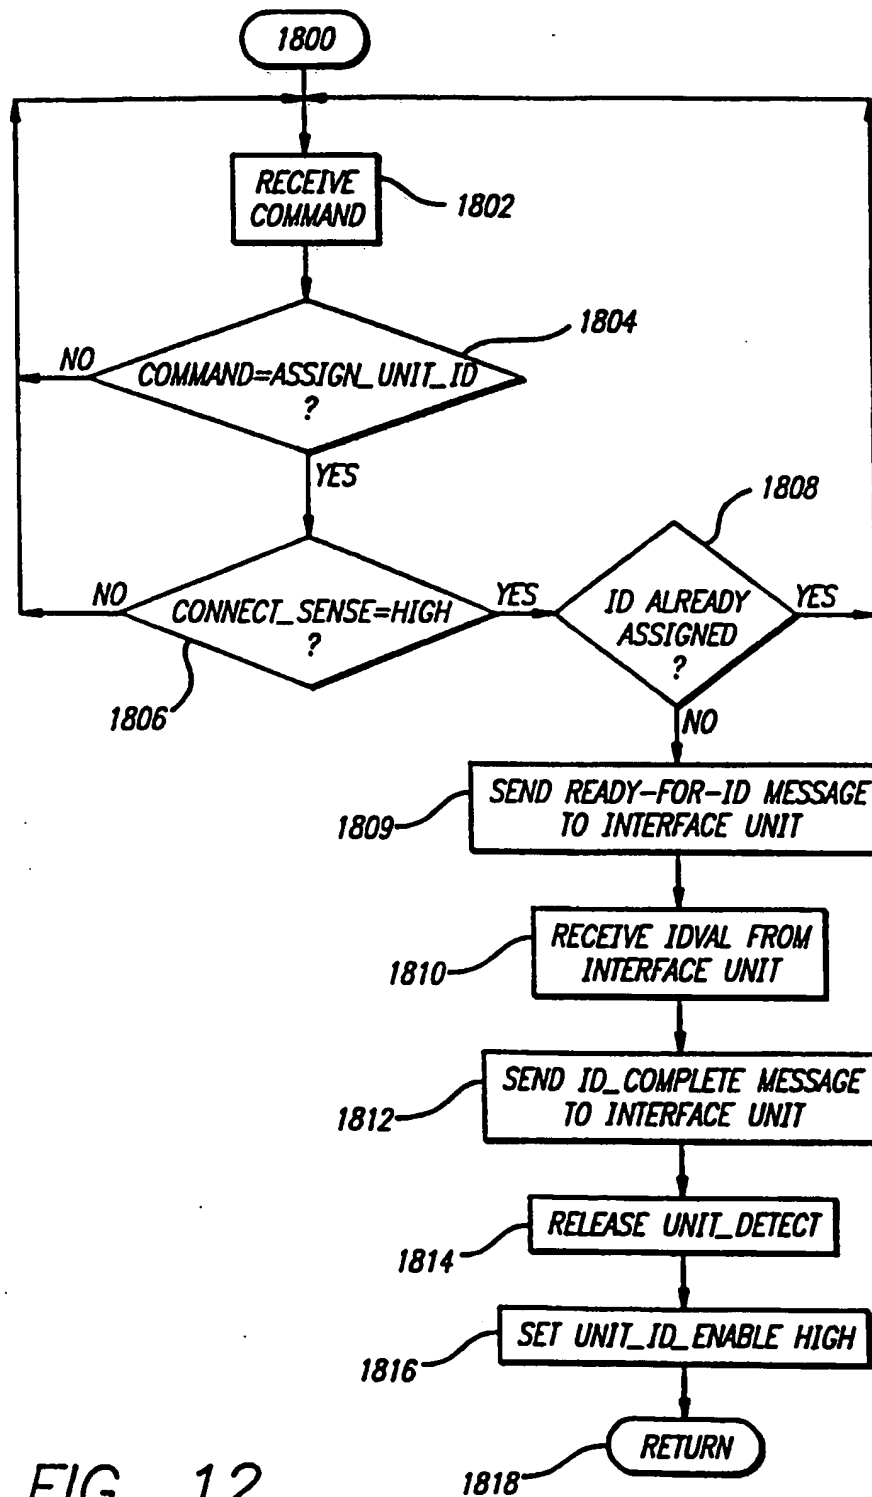 1800
RECEIVE
COMMAND
1802
1804
NO
COMMAND=ASSIGN_UNIT_ID
?
YES
1808
NO
CONNECT_SENSE=HIGH
?
YES
ID ALREADY
ASSIGNED
?
YES
1806
NO
SEND READY-FOR-ID MESSAGE
TO INTERFACE UNIT
1809
RECEIVE IDVAL FROM
INTERFACE UNIT
1810
SEND ID_COMPLETE MESSAGE
TO INTERFACE UNIT
1812
RELEASE UNIT_DETECT
1814
SET UNIT_ID_ENABLE HIGH
1816
RETURN
1818
FIG. 12